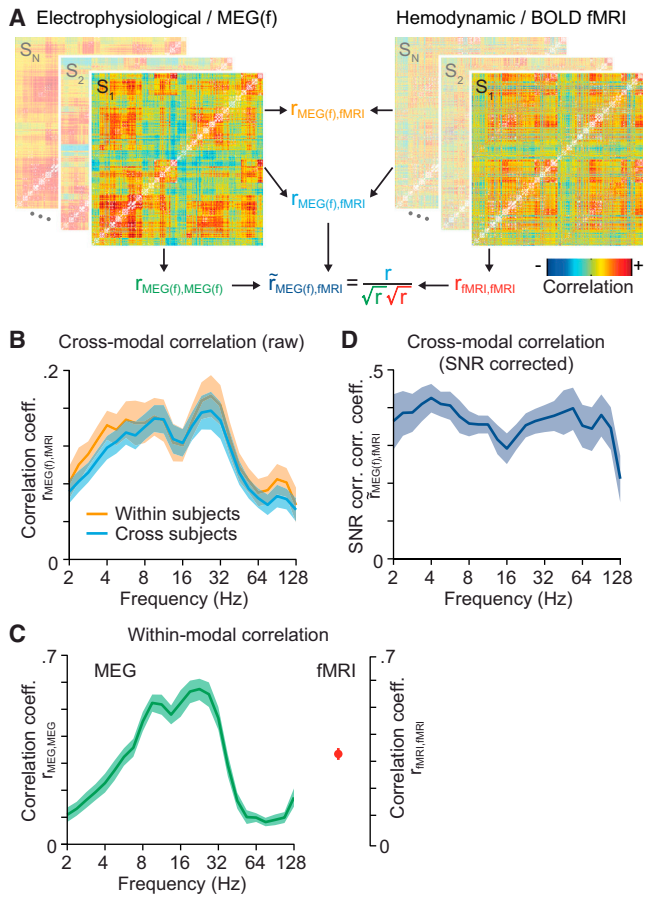 A Electrophysiological / MEG(f) Hemodynamic / BOLD fMRI
S_N S_2 S_1
r_MEG(f),fMRI
S_N S_2 S_1
r_MEG(f),fMRI
...
...
r_MEG(f),MEG(f)
r̃_MEG(f),fMRI = r / √r √r
r_fMRI,fMRI
- +
Correlation
B Cross-modal correlation (raw)
.2
0
Correlation coeff.
r_MEG(f),fMRI
Within subjects
Cross subjects
2 4 8 16 32 64 128
Frequency (Hz)
D Cross-modal correlation
(SNR corrected)
.5
0
SNR corr. corr. coeff.
r̃_MEG(f),fMRI
2 4 8 16 32 64 128
Frequency (Hz)
C Within-modal correlation
.7
0
Correlation coeff.
r_MEG,MEG
MEG
2 4 8 16 32 64 128
Frequency (Hz)
fMRI
.7
0
Correlation coeff.
r_fMRI,fMRI